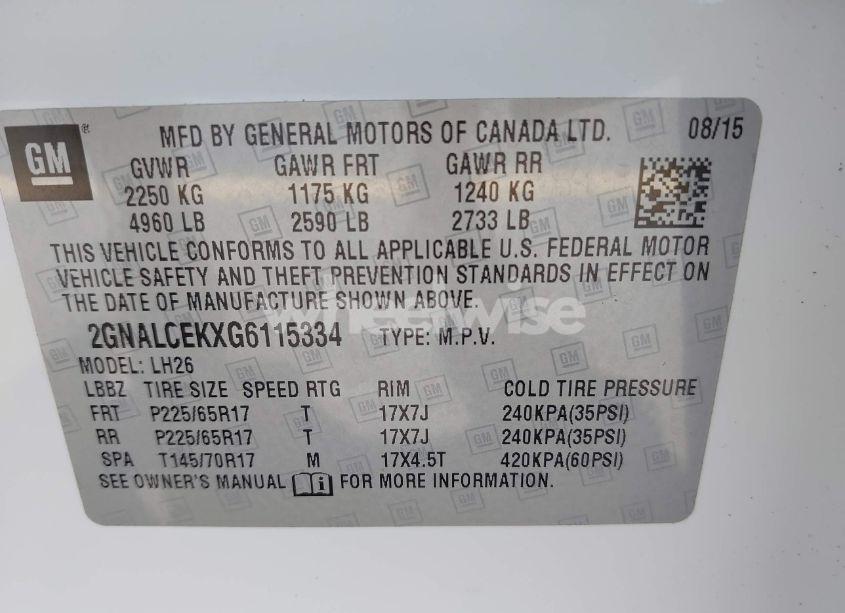 GM
MFD BY GENERAL MOTORS OF CANADA LTD. 08/15
GVWR GAWR FRT GAWR RR
2250 KG 1175 KG 1240 KG
4960 LB 2590 LB 2733 LB
THIS VEHICLE CONFORMS TO ALL APPLICABLE U.S. FEDERAL MOTOR
VEHICLE SAFETY AND THEFT PREVENTION STANDARDS IN EFFECT ON
THE DATE OF MANUFACTURE SHOWN ABOVE.
wheelwise
2GNALCEKXG6115334 TYPE: M.P.V.
MODEL: LH26
LBBZ TIRE SIZE SPEED RTG RIM COLD TIRE PRESSURE
FRT P225/65R17 T 17X7J 240KPA(35PSI)
RR P225/65R17 T 17X7J 240KPA(35PSI)
SPA T145/70R17 M 17X4.5T 420KPA(60PSI)
SEE OWNER'S MANUAL FOR MORE INFORMATION.